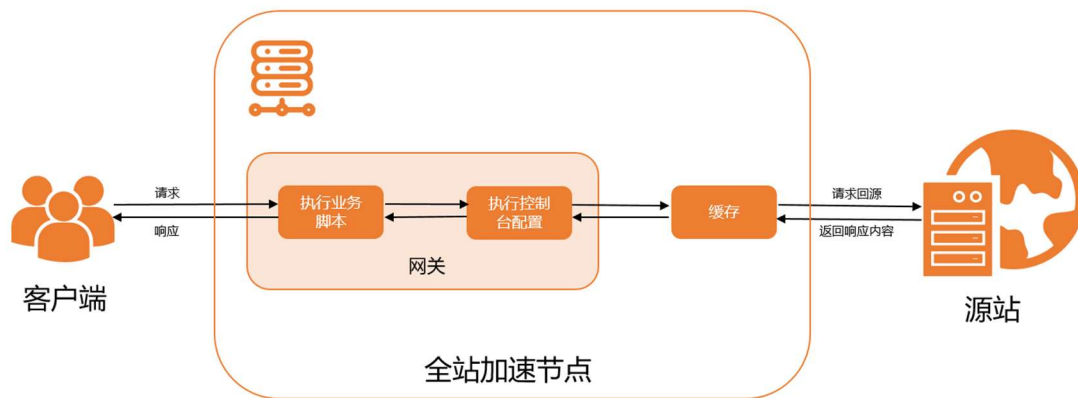 请求
响应
执行业务
脚本
执行控制
台配置
网关
缓存
请求回源
返回响应内容
客户端
源站
全站加速节点